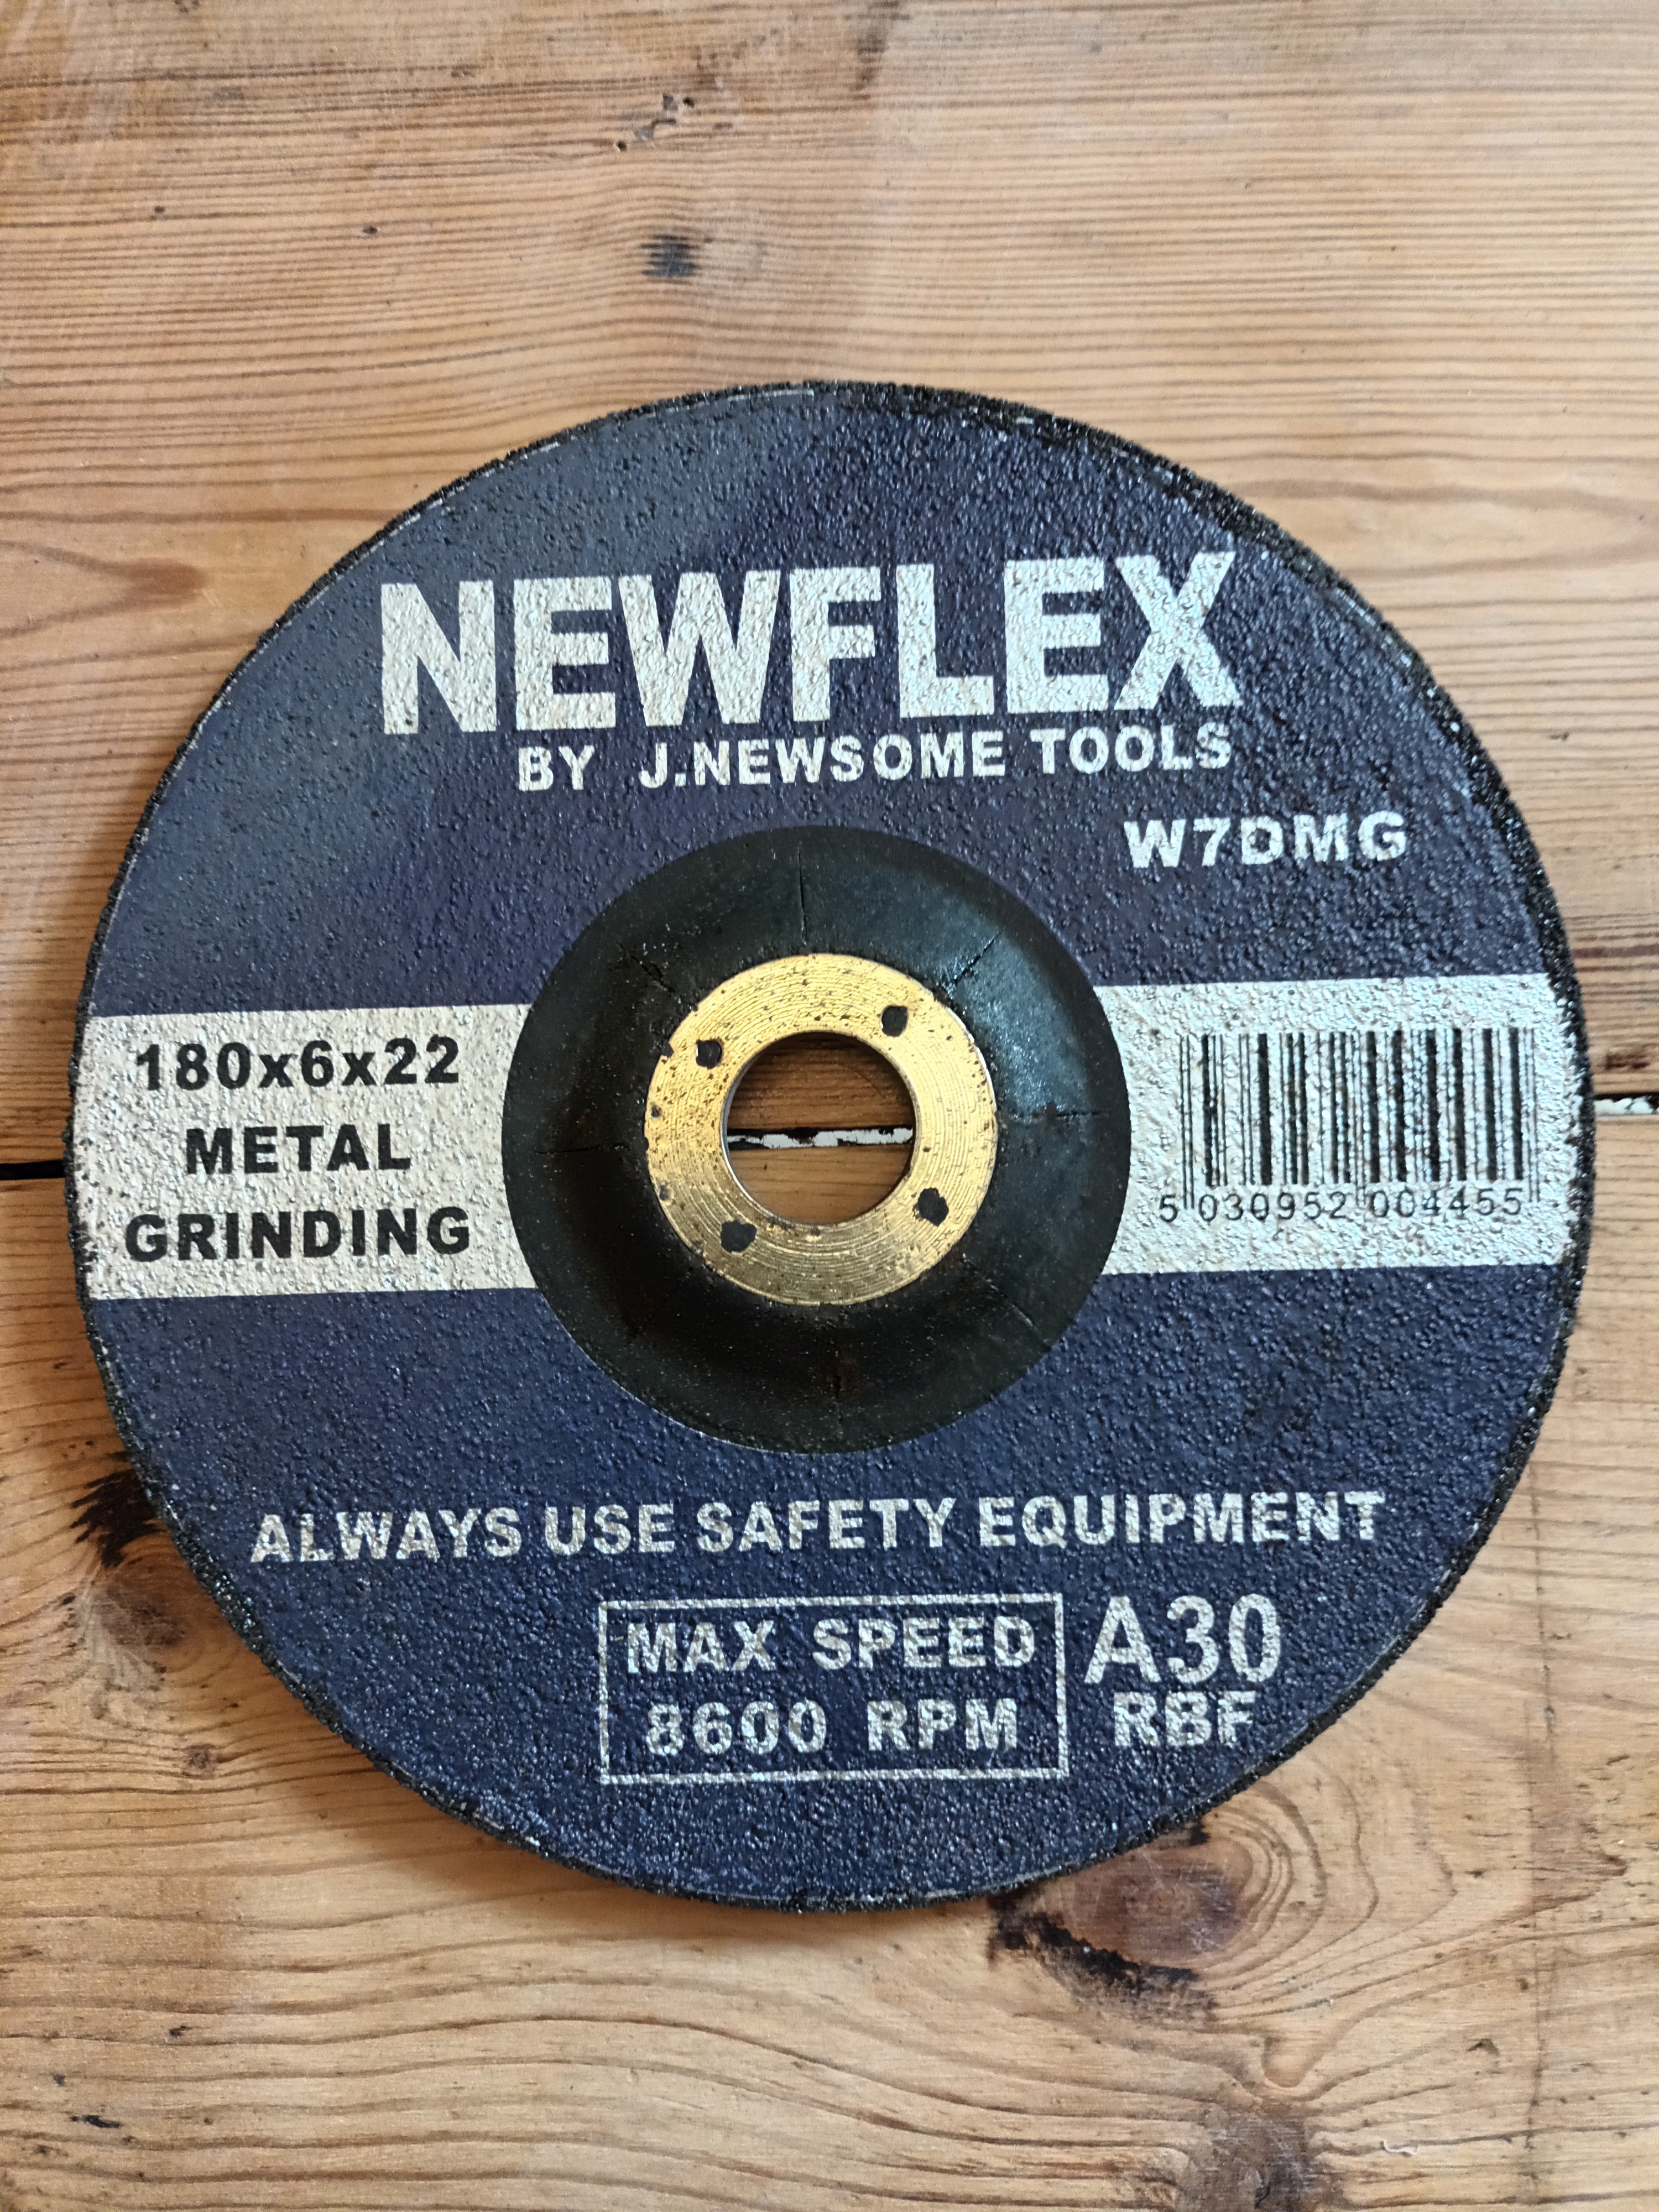 NEWFLEX
BY J.NEWSOME TOOLS
W7DMG
180x6x22
METAL
GRINDING
5 030952 004455
ALWAYS USE SAFETY EQUIPMENT
MAX SPEED
8600 RPM
A30
RBF